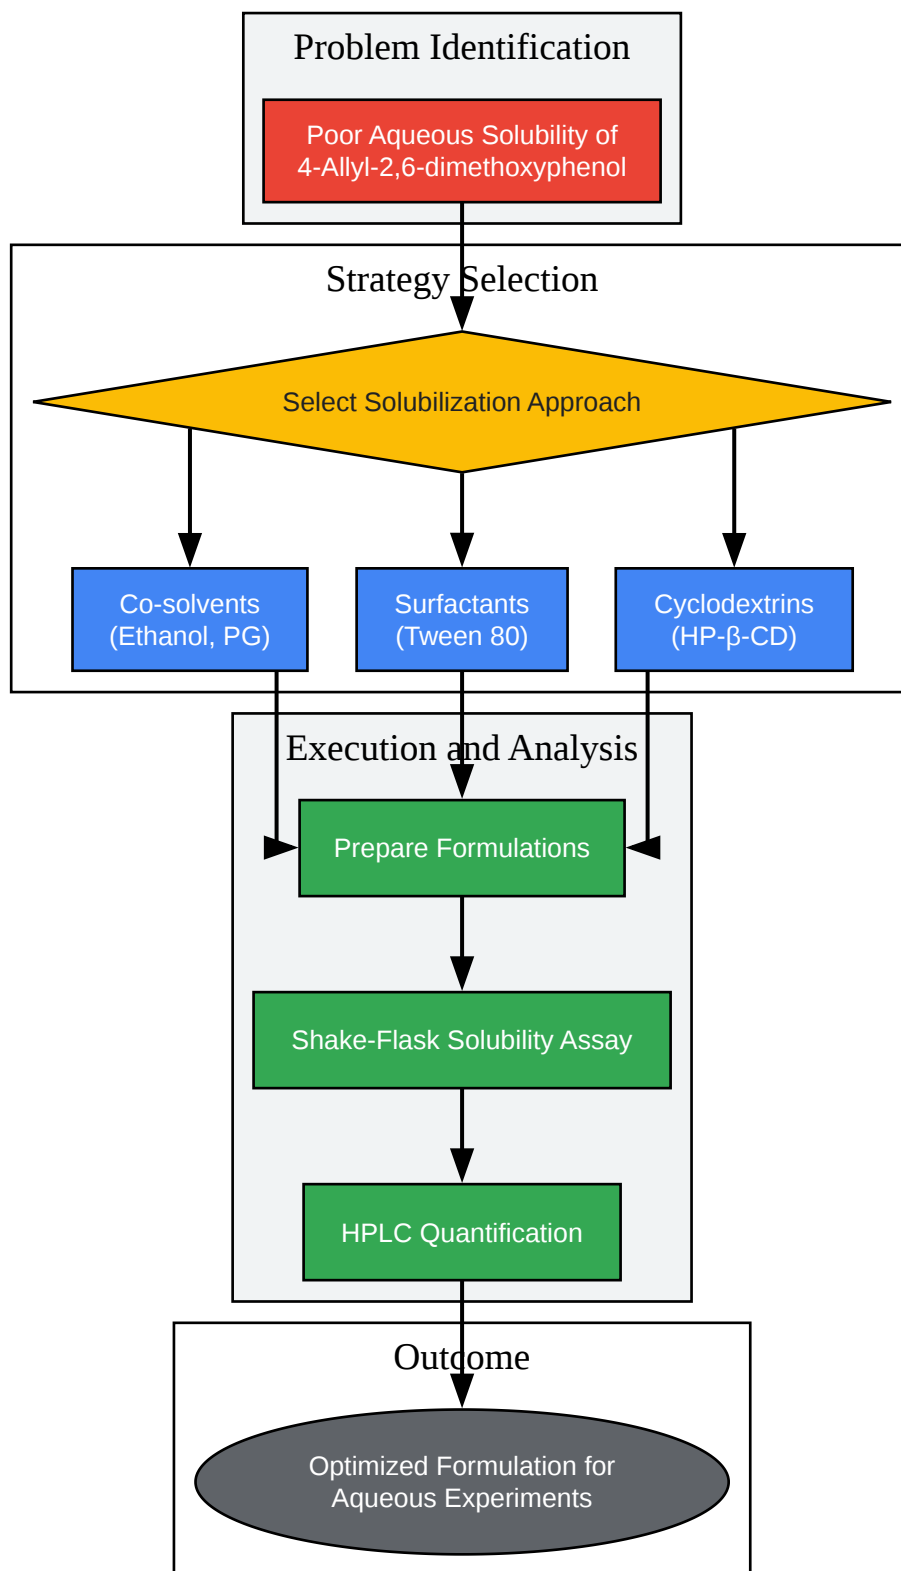 Problem Identification
Poor Aqueous Solubility of
4-Allyl-2,6-dimethoxyphenol
Strategy Selection
Select Solubilization Approach
Co-solvents
(Ethanol, PG)
Surfactants
(Tween 80)
Cyclodextrins
(HP-β-CD)
Execution and Analysis
Prepare Formulations
Shake-Flask Solubility Assay
HPLC Quantification
Outcome
Optimized Formulation for
Aqueous Experiments